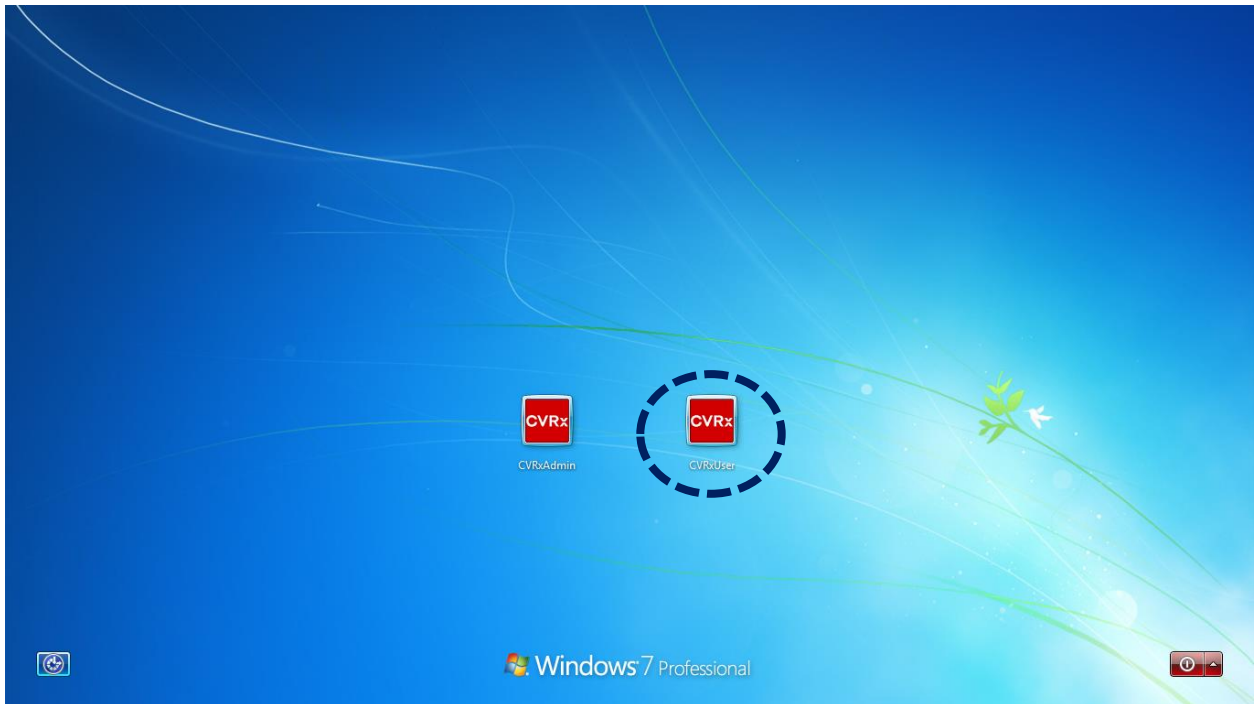 CVRx
CVRx
CVRxAdmin
CVRxUser
Windows 7 Professional